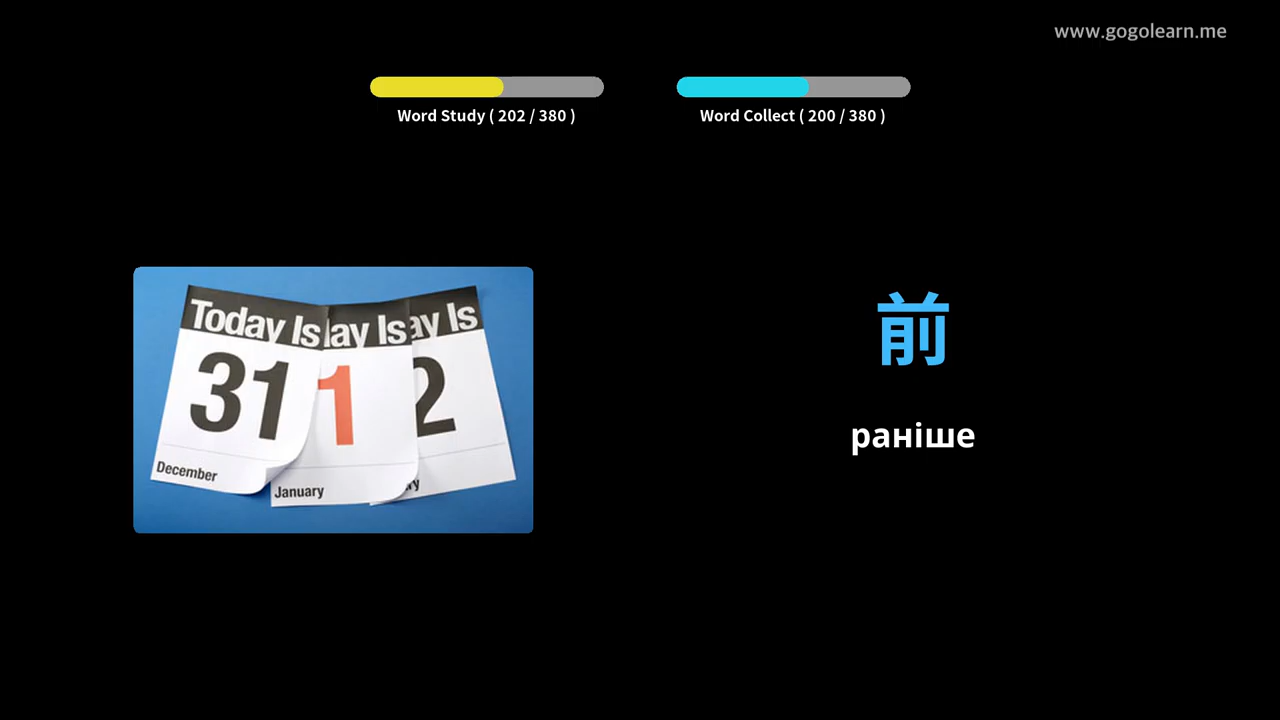 www.gogolearn.me
Word Study ( 202 / 380 )
Word Collect ( 200 / 380 )
Today Is
31
December
ay Is
1
January
ay Is
2
ry
前
раніше